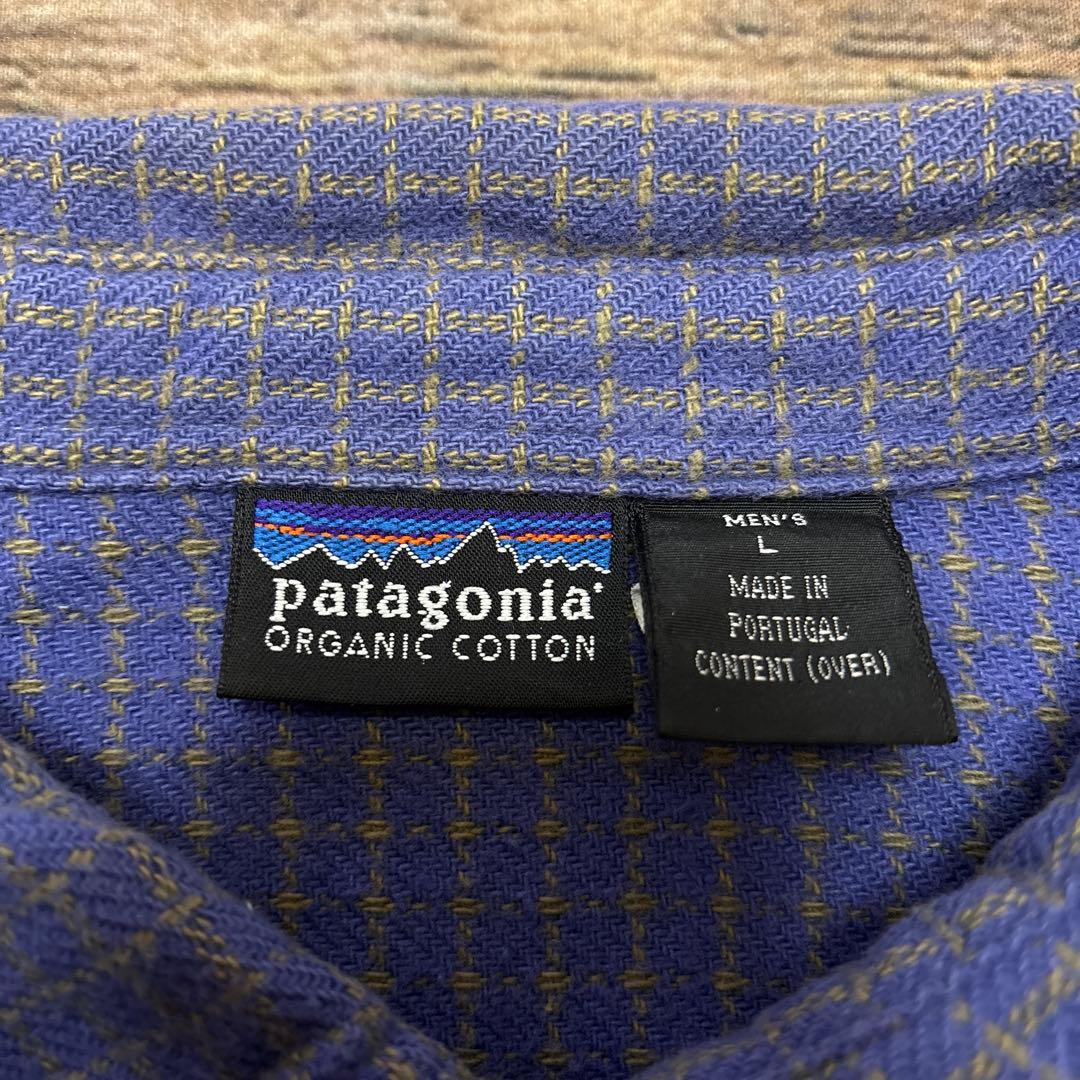 patagonia®
ORGANIC COTTON
MEN'S
L
MADE IN
PORTUGAL
CONTENT (OVER)